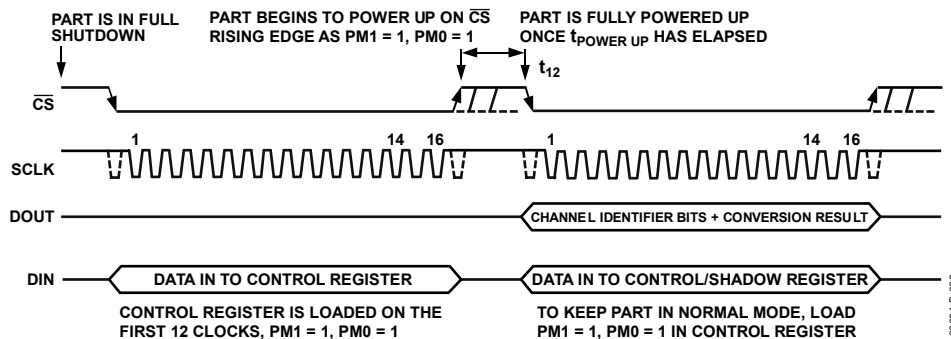 PART IS IN FULL
SHUTDOWN
PART BEGINS TO POWER UP ON CS
RISING EDGE AS PM1 = 1, PM0 = 1
PART IS FULLY POWERED UP
ONCE tPOWER UP HAS ELAPSED
t12
CS
1 14 16 1 14 16
SCLK
DOUT
CHANNEL IDENTIFIER BITS + CONVERSION RESULT
DIN
DATA IN TO CONTROL REGISTER
DATA IN TO CONTROL/SHADOW REGISTER
CONTROL REGISTER IS LOADED ON THE
FIRST 12 CLOCKS, PM1 = 1, PM0 = 1
TO KEEP PART IN NORMAL MODE, LOAD
PM1 = 1, PM0 = 1 IN CONTROL REGISTER